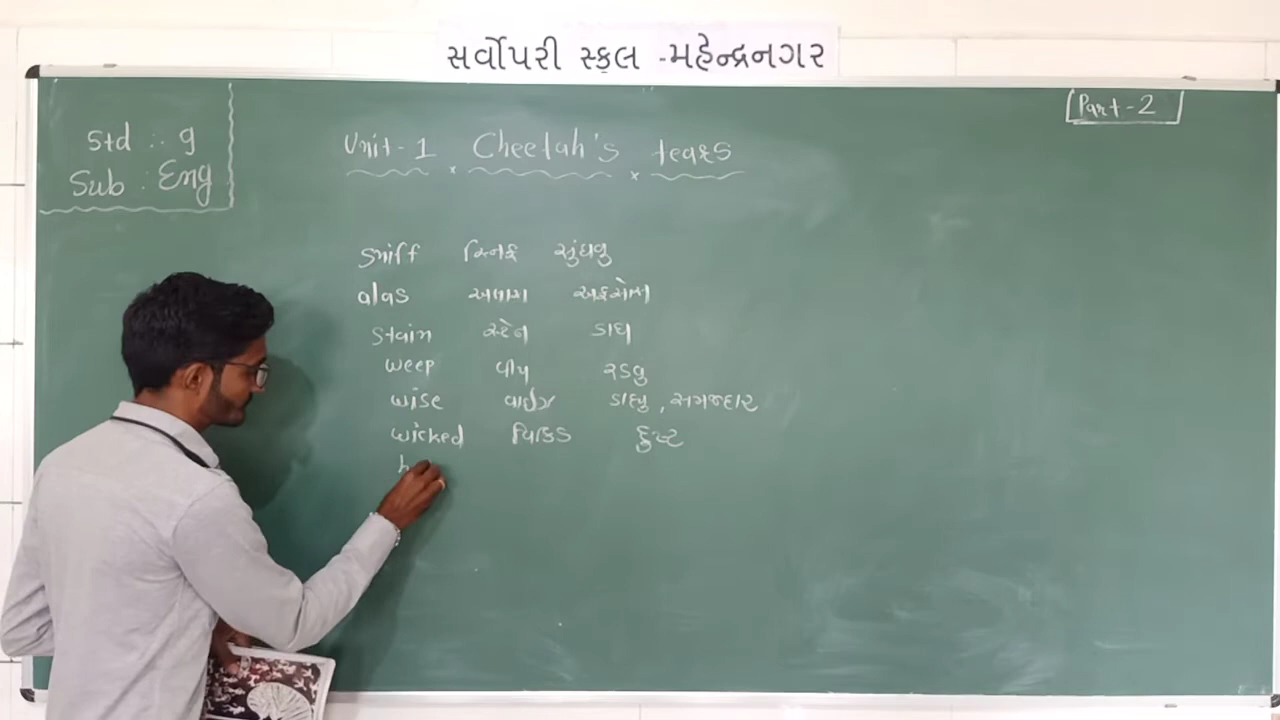 સર્વોપરી સ્કૂલ -મહેન્દ્રનગર
Part-2
Std : 9
Sub : Eng
Unit-1 Cheetah's tears
sniff સ્નિફ સુંઘવુ
alas અલાસ અફસોસ
stain સ્ટેન ડાઘ
weep વીપ રડવુ
wise વાઈઝ ડાહ્યુ, સમજદાર
wicked વિકિડ દુષ્ટ
h